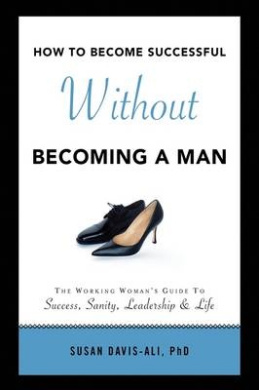 HOW TO BECOME SUCCESSFUL
Without
BECOMING A MAN
THE WORKING WOMAN'S GUIDE TO
Success, Sanity, Leadership & Life
SUSAN DAVIS-ALI, PhD